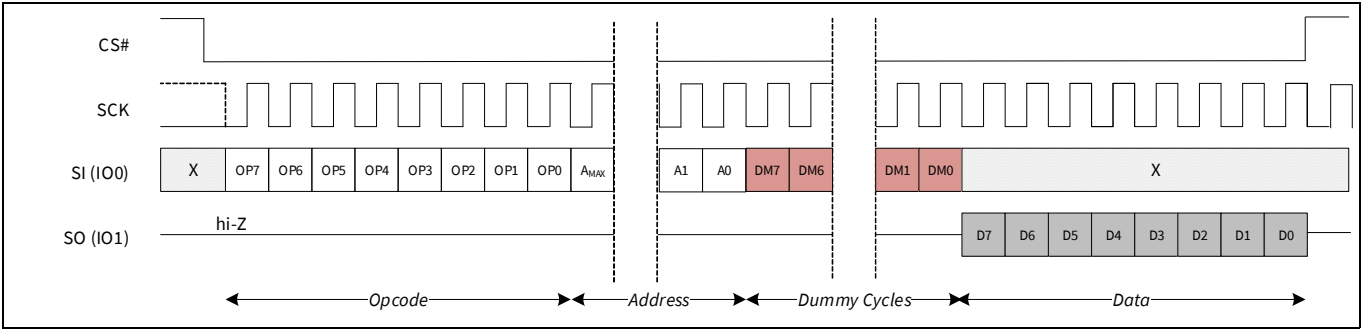 CS#
SCK
SI (IO0) X OP7 OP6 OP5 OP4 OP3 OP2 OP1 OP0 AMAX A1 A0 DM7 DM6 DM1 DM0 X
hi-Z
SO (IO1) D7 D6 D5 D4 D3 D2 D1 D0
Opcode Address Dummy Cycles Data